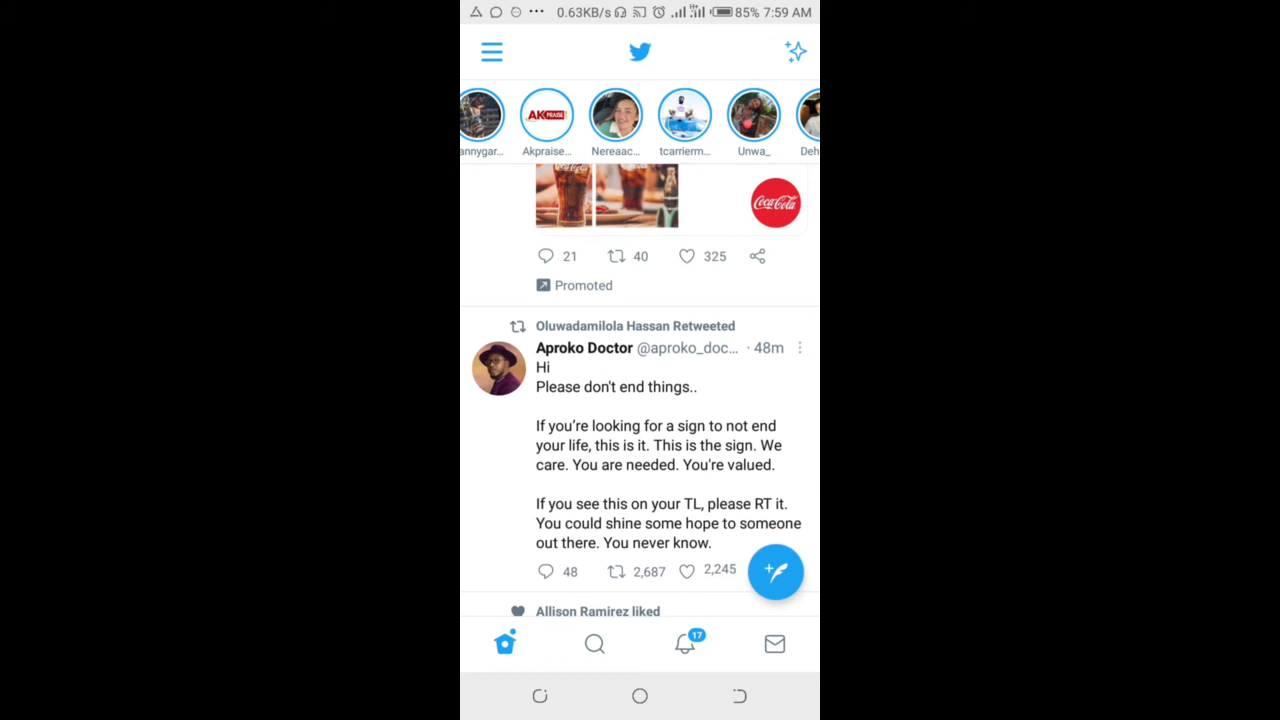 0.63KB/s H+ 85% 7:59 AM
annygar... Akpraise... Nereaac... tcarrierm... Unwa_ Deh
AK PRAISE
Coca-Cola
21 40 325
Promoted
Oluwadamilola Hassan Retweeted
Aproko Doctor @aproko_doc... · 48m
Hi
Please don't end things..
If you're looking for a sign to not end
your life, this is it. This is the sign. We
care. You are needed. You're valued.
If you see this on your TL, please RT it.
You could shine some hope to someone
out there. You never know.
48 2,687 2,245
Allison Ramirez liked
17